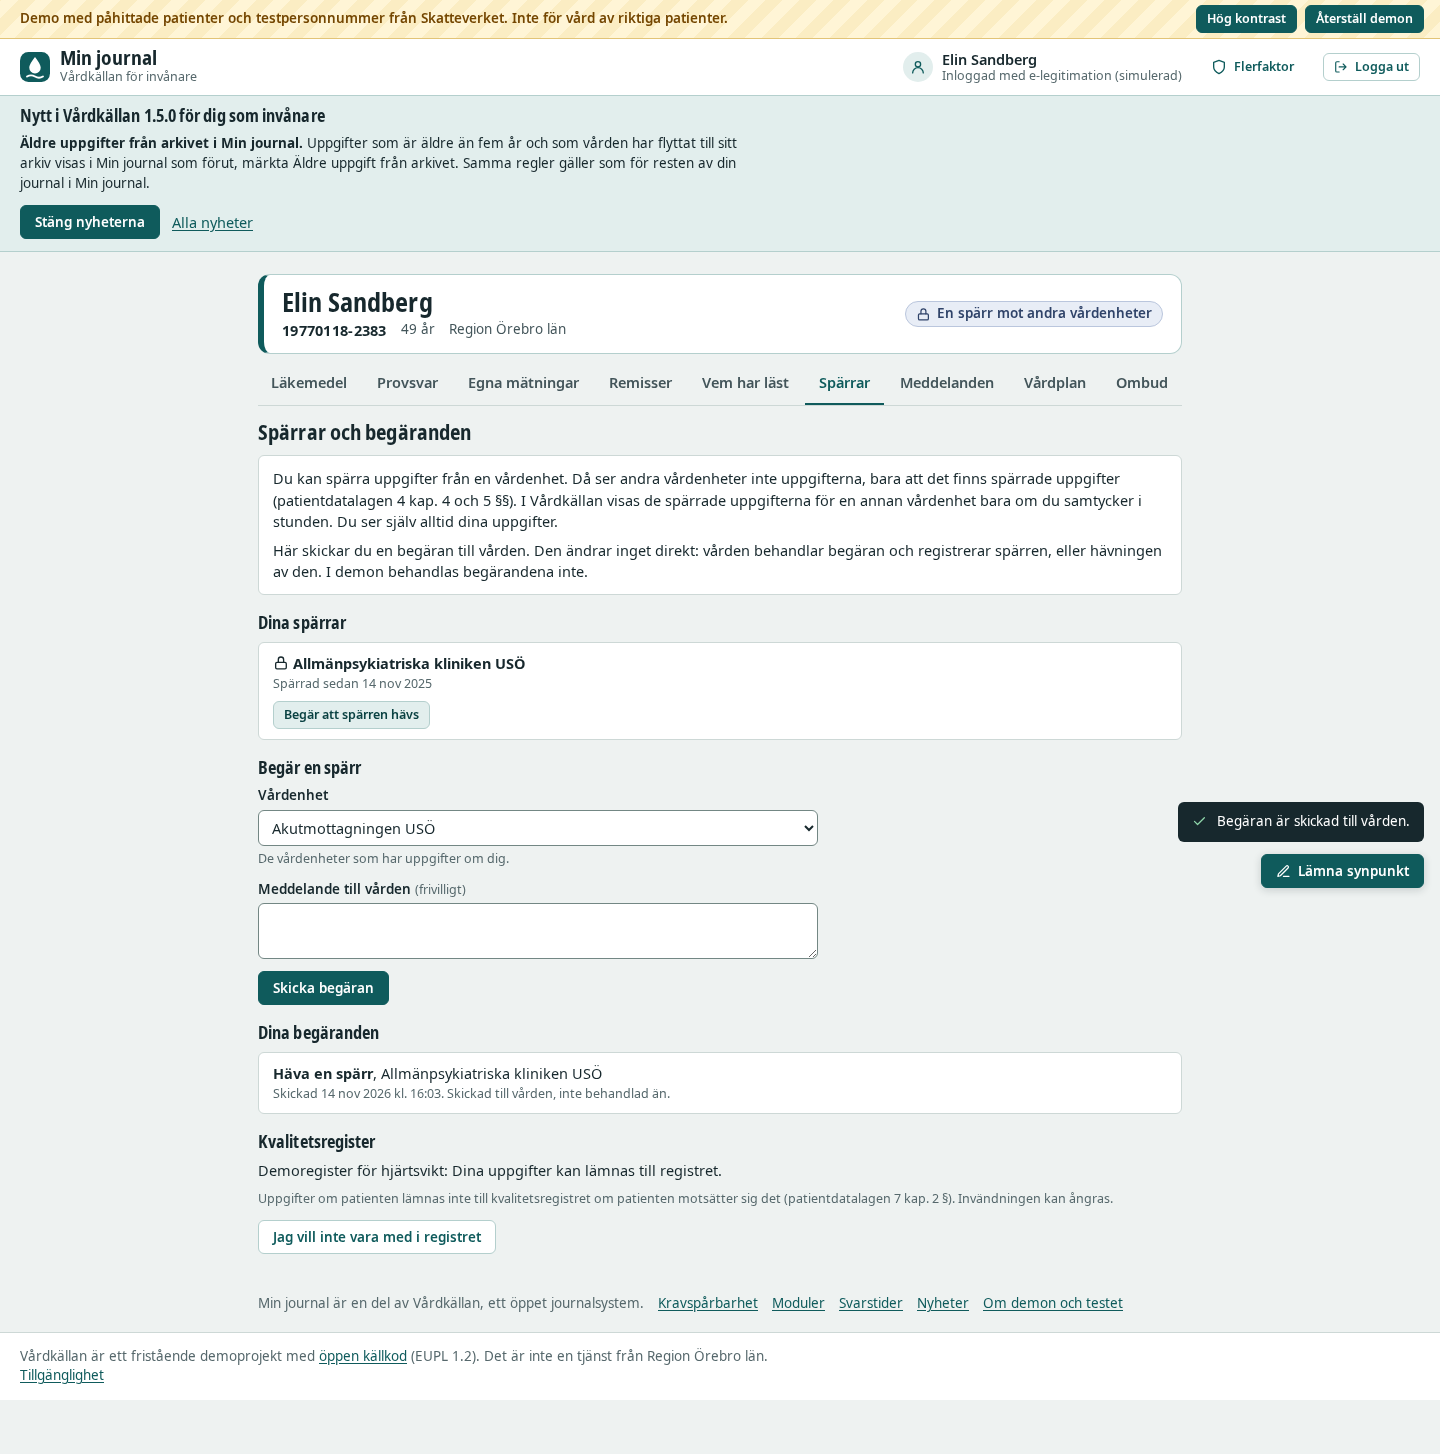 Demo med påhittade patienter och testpersonnummer från Skatteverket. Inte för vård av riktiga patienter.
Hög kontrast
Återställ demon
Min journal
Vårdkällan för invånare
Elin Sandberg
Inloggad med e-legitimation (simulerad)
Flerfaktor
Logga ut
Nytt i Vårdkällan 1.5.0 för dig som invånare
Äldre uppgifter från arkivet i Min journal. Uppgifter som är äldre än fem år och som vården har flyttat till sitt
arkiv visas i Min journal som förut, märkta Äldre uppgift från arkivet. Samma regler gäller som för resten av din
journal i Min journal.
Stäng nyheterna
Alla nyheter
Elin Sandberg
19770118-2383 49 år Region Örebro län
En spärr mot andra vårdenheter
Läkemedel
Provsvar
Egna mätningar
Remisser
Vem har läst
Spärrar
Meddelanden
Vårdplan
Ombud
Spärrar och begäranden
Du kan spärra uppgifter från en vårdenhet. Då ser andra vårdenheter inte uppgifterna, bara att det finns spärrade uppgifter
(patientdatalagen 4 kap. 4 och 5 §§). I Vårdkällan visas de spärrade uppgifterna för en annan vårdenhet bara om du samtycker i
stunden. Du ser själv alltid dina uppgifter.
Här skickar du en begäran till vården. Den ändrar inget direkt: vården behandlar begäran och registrerar spärren, eller hävningen
av den. I demon behandlas begärandena inte.
Dina spärrar
Allmänpsykiatriska kliniken USÖ
Spärrad sedan 14 nov 2025
Begär att spärren hävs
Begär en spärr
Vårdenhet
Akutmottagningen USÖ
De vårdenheter som har uppgifter om dig.
Begäran är skickad till vården.
Lämna synpunkt
Meddelande till vården (frivilligt)
Skicka begäran
Dina begäranden
Häva en spärr, Allmänpsykiatriska kliniken USÖ
Skickad 14 nov 2026 kl. 16:03. Skickad till vården, inte behandlad än.
Kvalitetsregister
Demoregister för hjärtsvikt: Dina uppgifter kan lämnas till registret.
Uppgifter om patienten lämnas inte till kvalitetsregistret om patienten motsätter sig det (patientdatalagen 7 kap. 2 §). Invändningen kan ångras.
Jag vill inte vara med i registret
Min journal är en del av Vårdkällan, ett öppet journalsystem. Kravspårbarhet Moduler Svarstider Nyheter Om demon och testet
Vårdkällan är ett fristående demoprojekt med öppen källkod (EUPL 1.2). Det är inte en tjänst från Region Örebro län.
Tillgänglighet